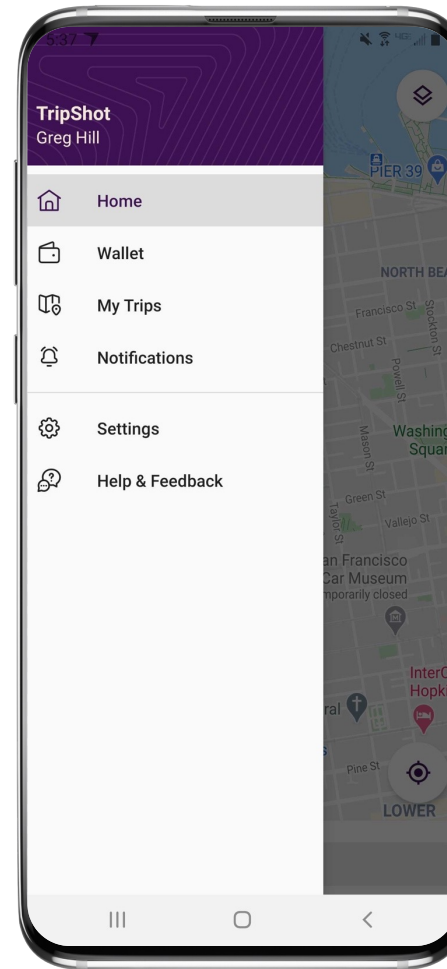 5:37
4GE
TripShot
Greg Hill
Home
Wallet
My Trips
Notifications
Settings
Help & Feedback
PIER 39
NORTH BEA
Francisco St
Stockton St
Chestnut St
Powell St
Mason St
Washing
Squar
Green St
Taylor St
Vallejo St
an Francisco
Car Museum
mporarily closed
InterC
Hopki
ral
s
Pine St
LOWER